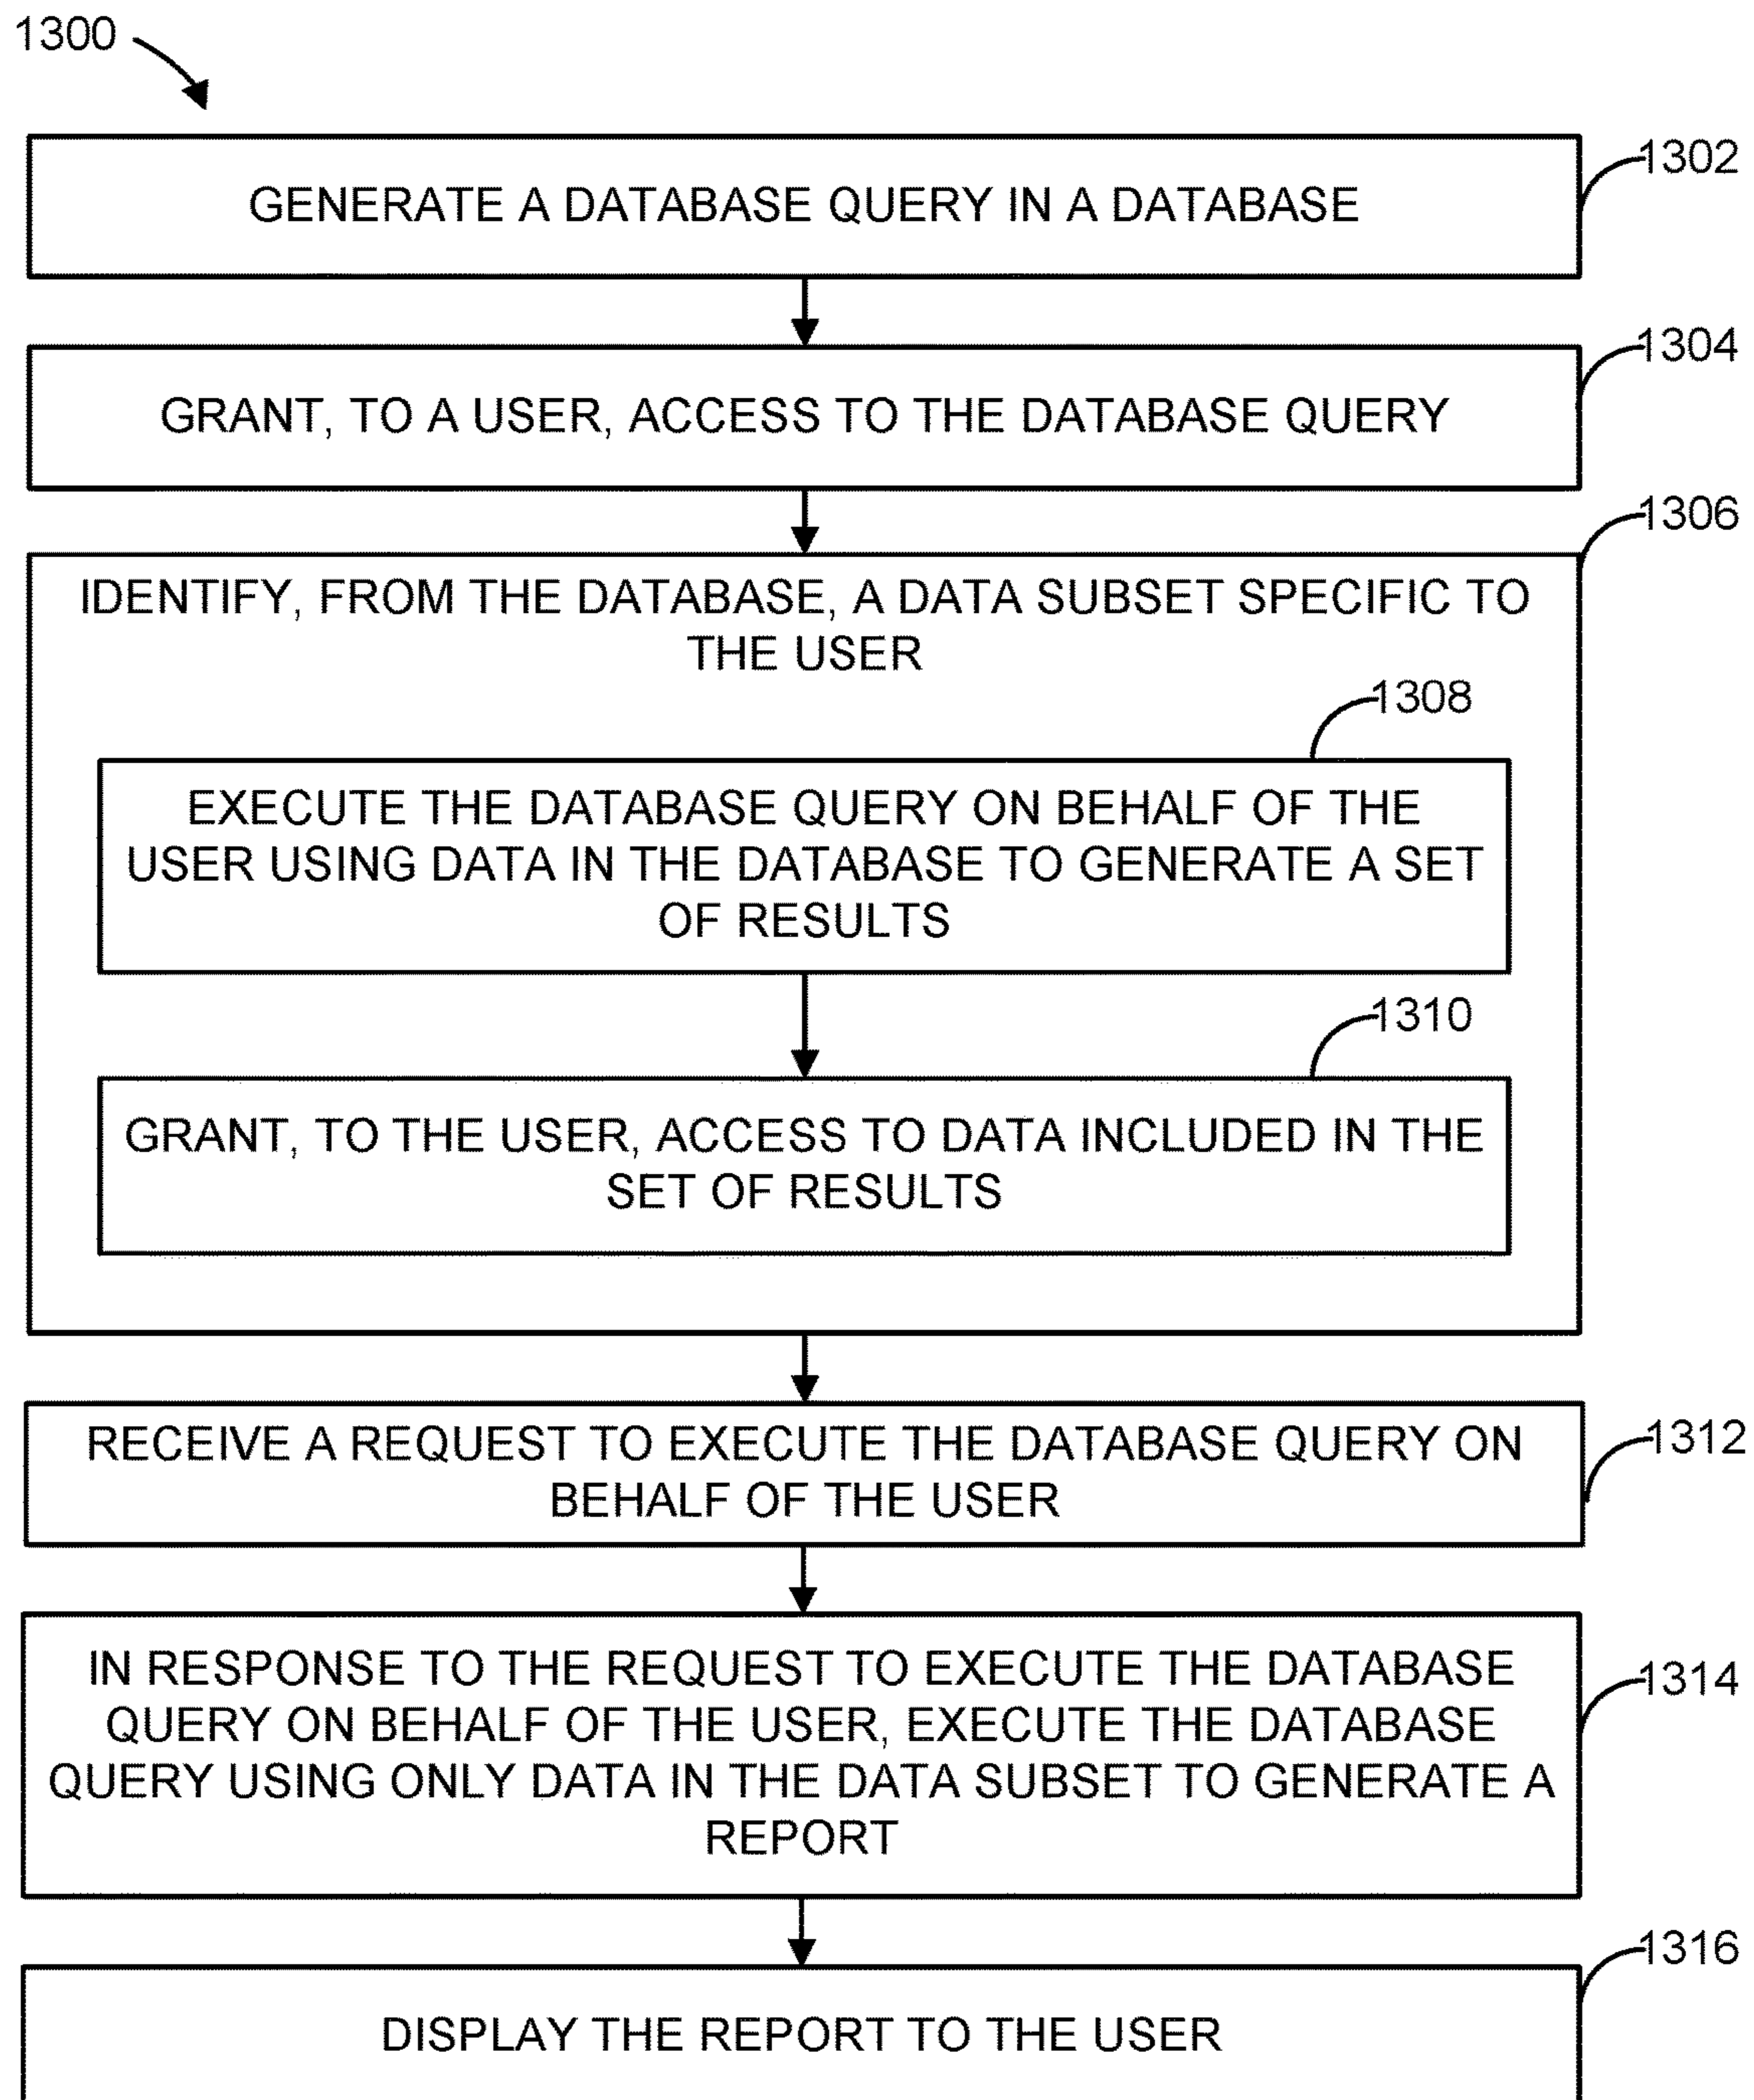 1300
1302
GENERATE A DATABASE QUERY IN A DATABASE
1304
GRANT, TO A USER, ACCESS TO THE DATABASE QUERY
1306
IDENTIFY, FROM THE DATABASE, A DATA SUBSET SPECIFIC TO
THE USER
1308
EXECUTE THE DATABASE QUERY ON BEHALF OF THE
USER USING DATA IN THE DATABASE TO GENERATE A SET
OF RESULTS
1310
GRANT, TO THE USER, ACCESS TO DATA INCLUDED IN THE
SET OF RESULTS
1312
RECEIVE A REQUEST TO EXECUTE THE DATABASE QUERY ON
BEHALF OF THE USER
1314
IN RESPONSE TO THE REQUEST TO EXECUTE THE DATABASE
QUERY ON BEHALF OF THE USER, EXECUTE THE DATABASE
QUERY USING ONLY DATA IN THE DATA SUBSET TO GENERATE A
REPORT
1316
DISPLAY THE REPORT TO THE USER